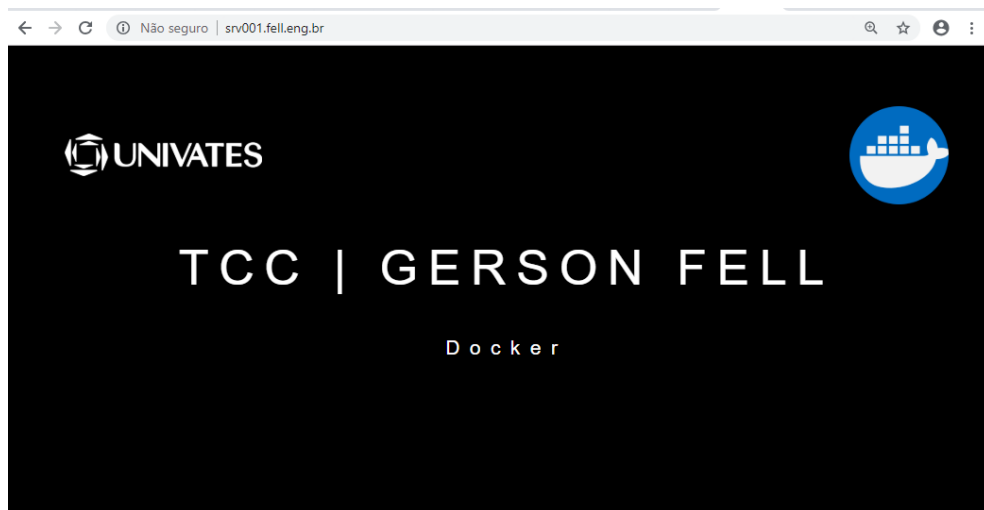 Não seguro | srv001.fell.eng.br
UNIVATES
TCC | GERSON FELL
Docker